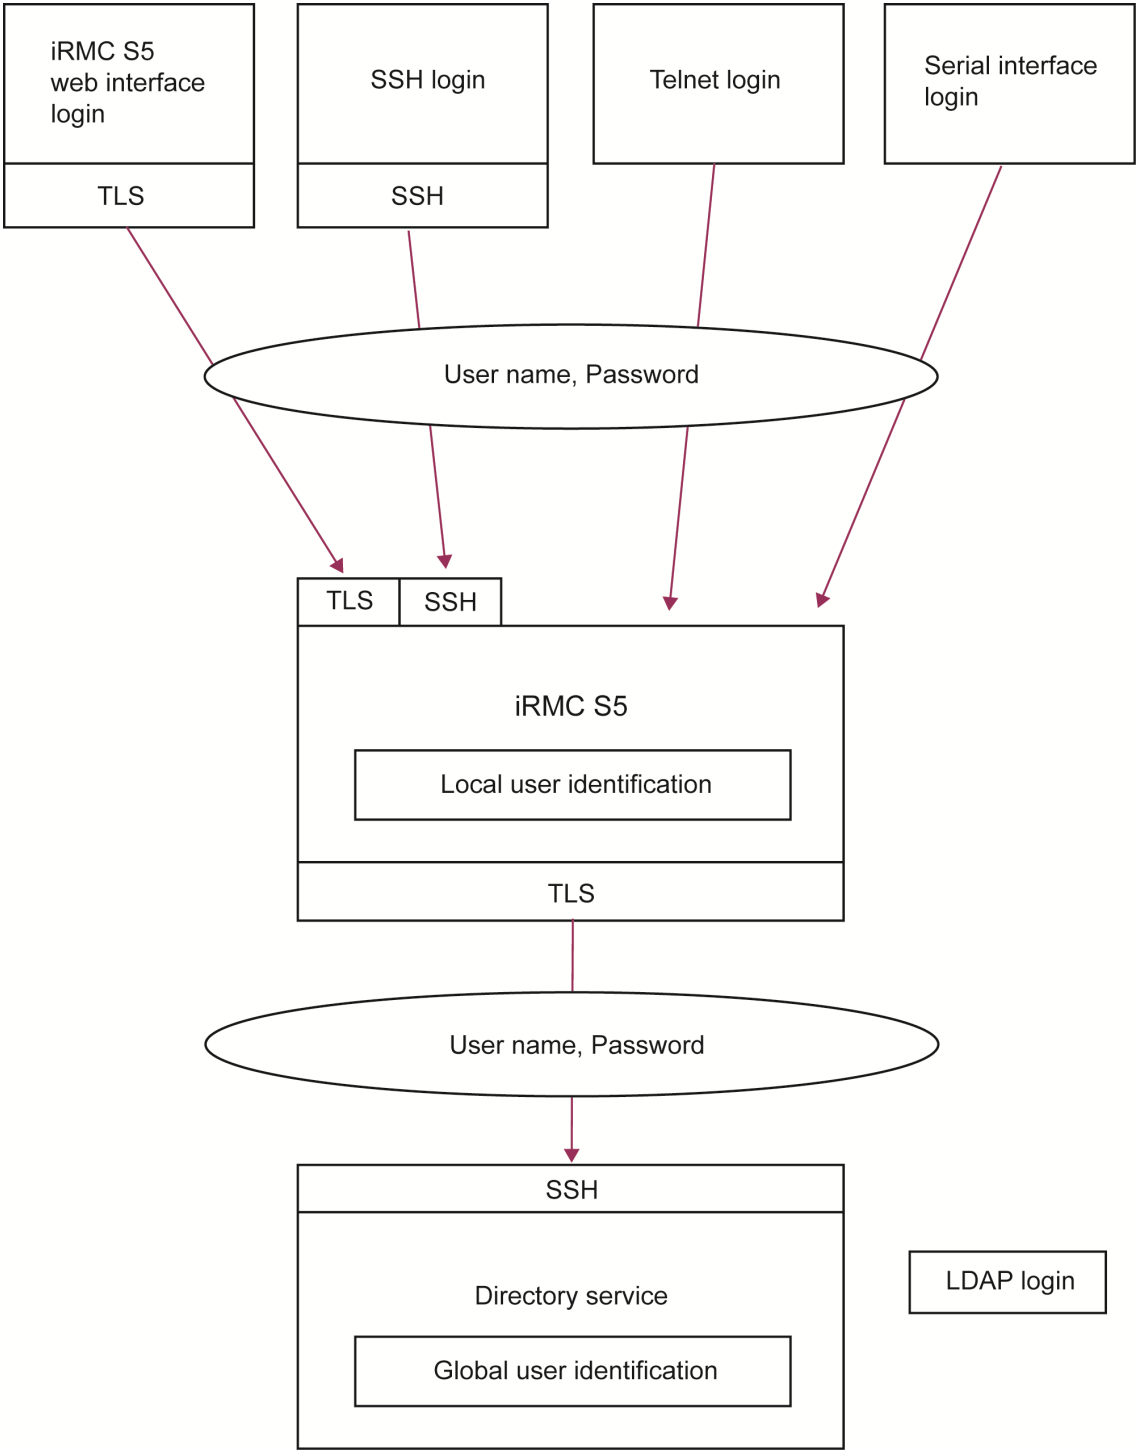 iRMC S5
web interface
login
TLS
SSH login
SSH
Telnet login
Serial interface
login
User name, Password
TLS
SSH
iRMC S5
Local user identification
TLS
User name, Password
SSH
Directory service
Global user identification
LDAP login